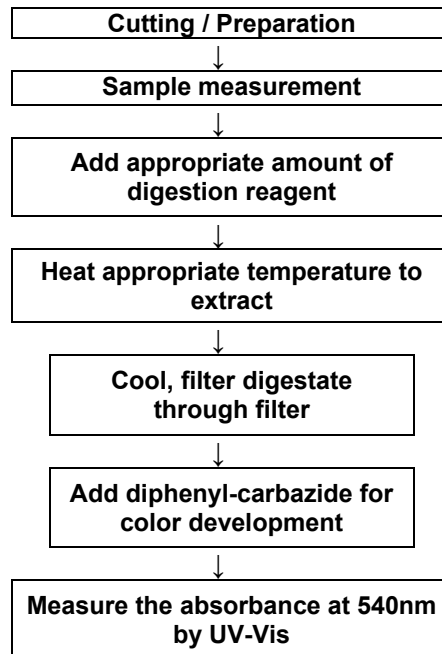 Cutting / Preparation
↓
Sample measurement
↓
Add appropriate amount of
digestion reagent
↓
Heat appropriate temperature to
extract
↓
Cool, filter digestate
through filter
↓
Add diphenyl-carbazide for
color development
↓
Measure the absorbance at 540nm
by UV-Vis